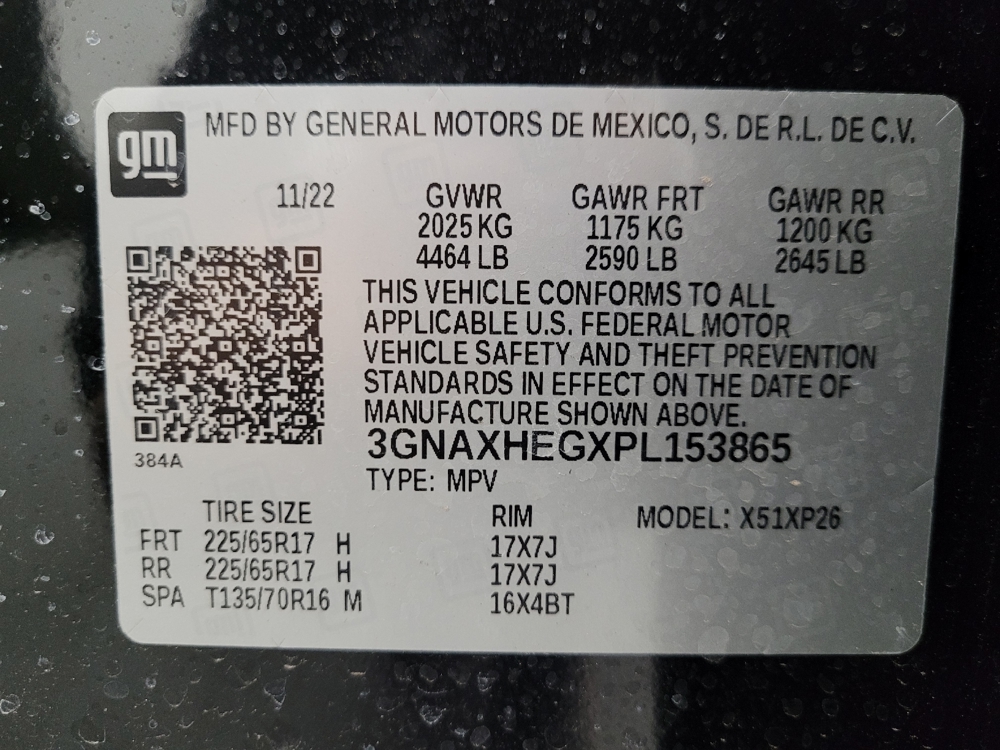 gm
MFD BY GENERAL MOTORS DE MEXICO, S. DE R.L. DE C.V.
11/22 GVWR GAWR FRT GAWR RR
2025 KG 1175 KG 1200 KG
4464 LB 2590 LB 2645 LB
THIS VEHICLE CONFORMS TO ALL
APPLICABLE U.S. FEDERAL MOTOR
VEHICLE SAFETY AND THEFT PREVENTION
STANDARDS IN EFFECT ON THE DATE OF
MANUFACTURE SHOWN ABOVE.
3GNAXHEGXPL153865
384A
TYPE: MPV
TIRE SIZE RIM MODEL: X51XP26
FRT 225/65R17 H 17X7J
RR 225/65R17 H 17X7J
SPA T135/70R16 M 16X4BT